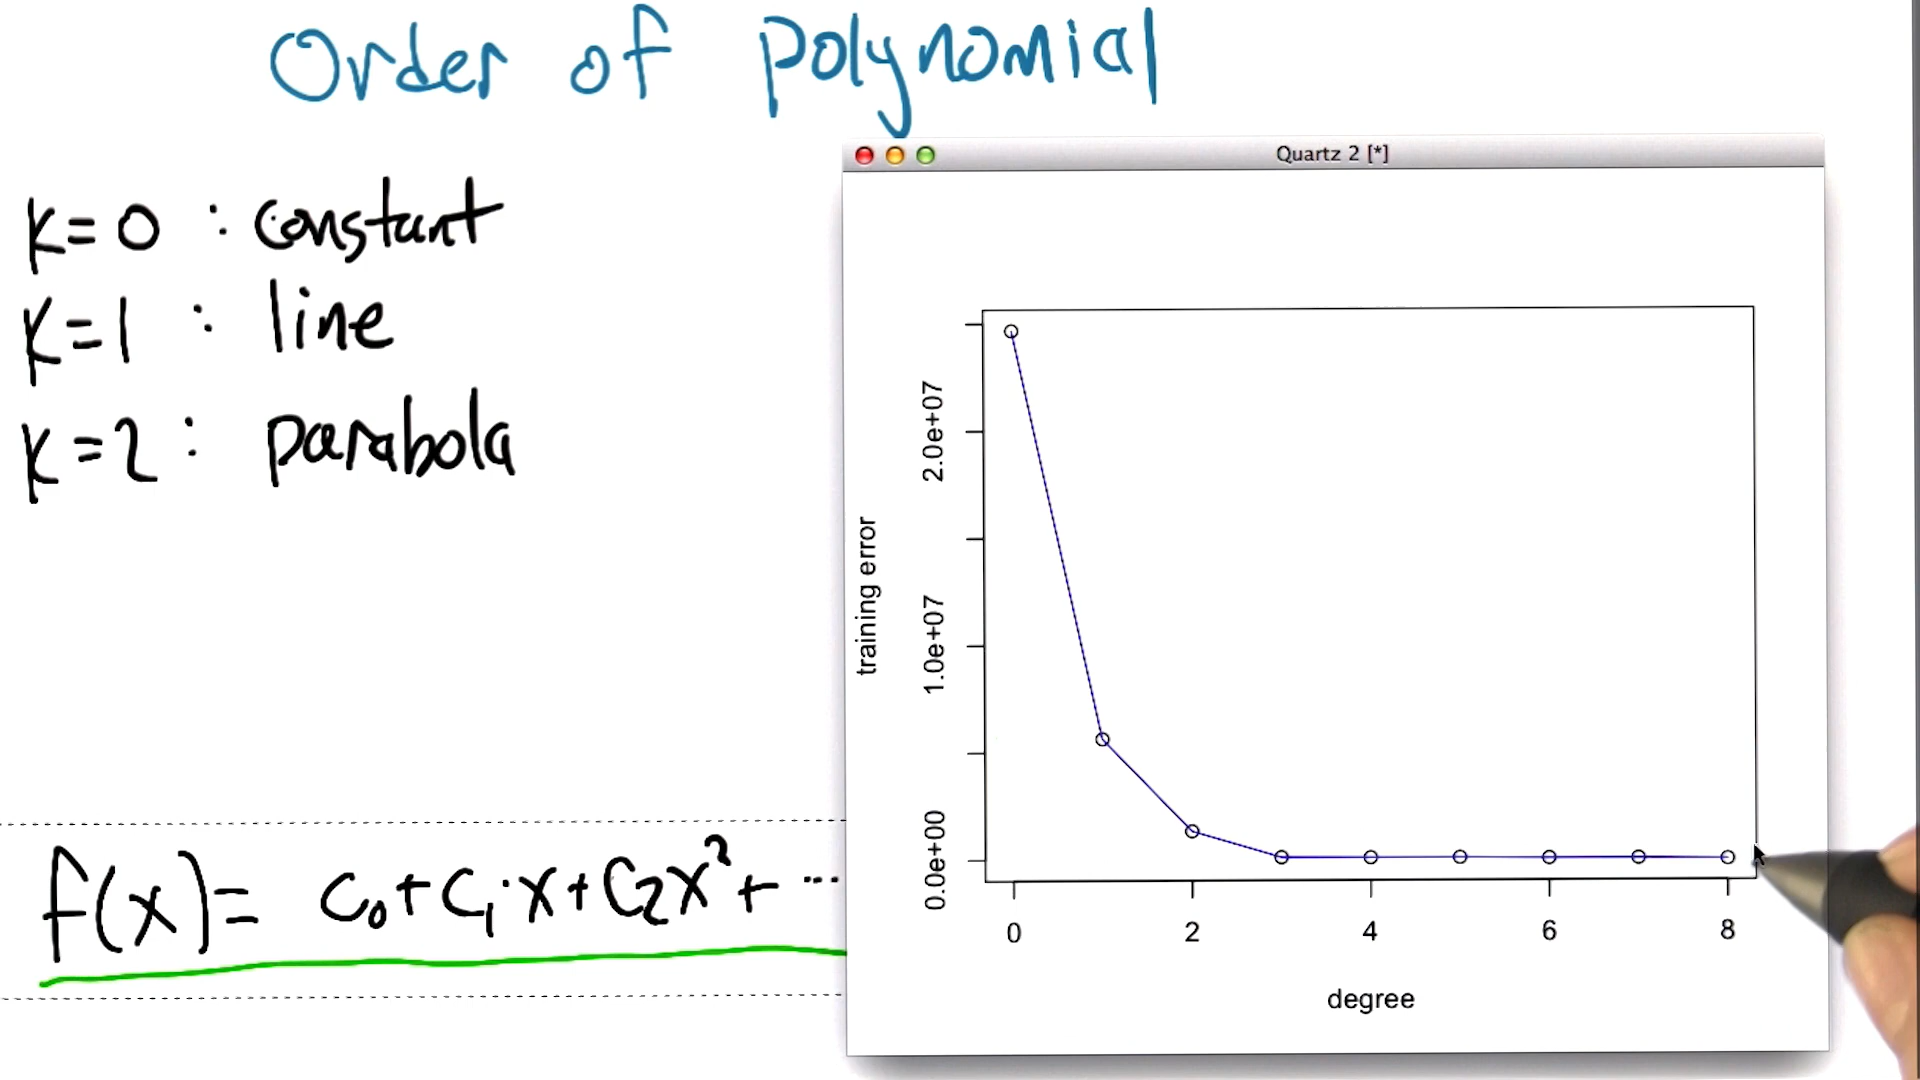 Order of polynomial
k=0 : constant
k=1 : line
k=2 : parabola
f(x)= c₀+c₁·x+c₂x²+ ...
Quartz 2 [*]
training error
2.0e+07
1.0e+07
0.0e+00
0 2 4 6 8
degree